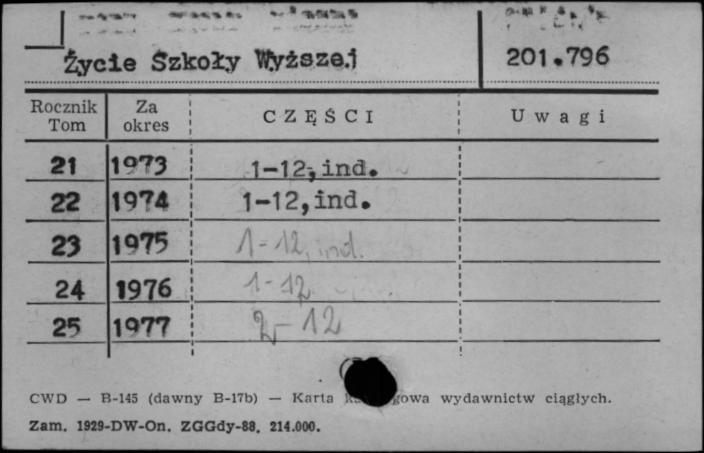 Życie Szkoły Wyższej
201.796
Rocznik Tom | Za okres | CZĘŚCI | Uwagi
21 | 1973 | 1-12, ind.
22 | 1974 | 1-12, ind.
23 | 1975 | 1-12, ind.
24 | 1976 | 1-12
25 | 1977 | 2-12
CWD — B-145 (dawny B-17b) — Karta wydawnictw ciągłych.
Zam. 1929-DW-On. ZGGdy-88. 214.000.